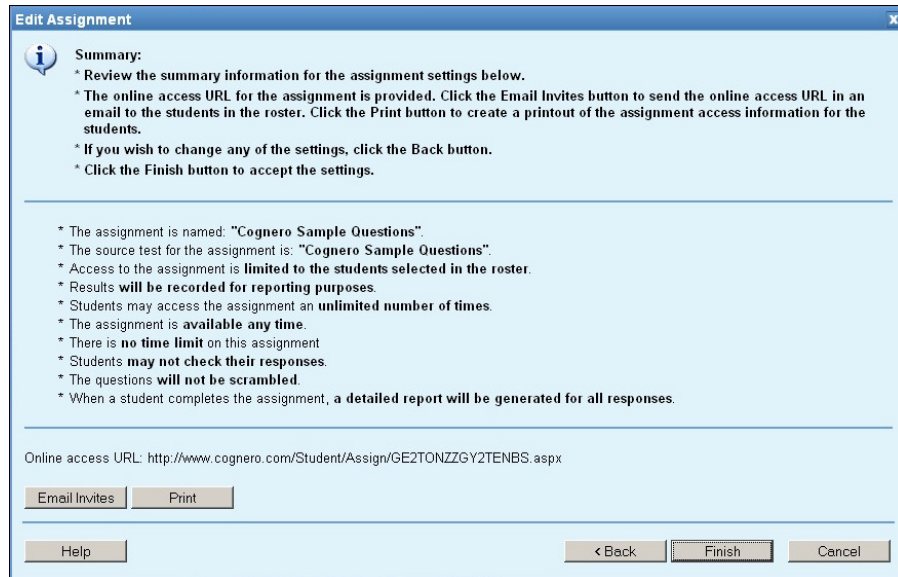 Edit Assignment
X
Summary:
* Review the summary information for the assignment settings below.
* The online access URL for the assignment is provided. Click the Email Invites button to send the online access URL in an
email to the students in the roster. Click the Print button to create a printout of the assignment access information for the
students.
* If you wish to change any of the settings, click the Back button.
* Click the Finish button to accept the settings.
* The assignment is named: "Cognero Sample Questions".
* The source test for the assignment is: "Cognero Sample Questions".
* Access to the assignment is limited to the students selected in the roster.
* Results will be recorded for reporting purposes.
* Students may access the assignment an unlimited number of times.
* The assignment is available any time.
* There is no time limit on this assignment
* Students may not check their responses.
* The questions will not be scrambled.
* When a student completes the assignment, a detailed report will be generated for all responses.
Online access URL: http://www.cognero.com/Student/Assign/GE2TONZZGY2TENBS.aspx
Email Invites Print
Help < Back Finish Cancel